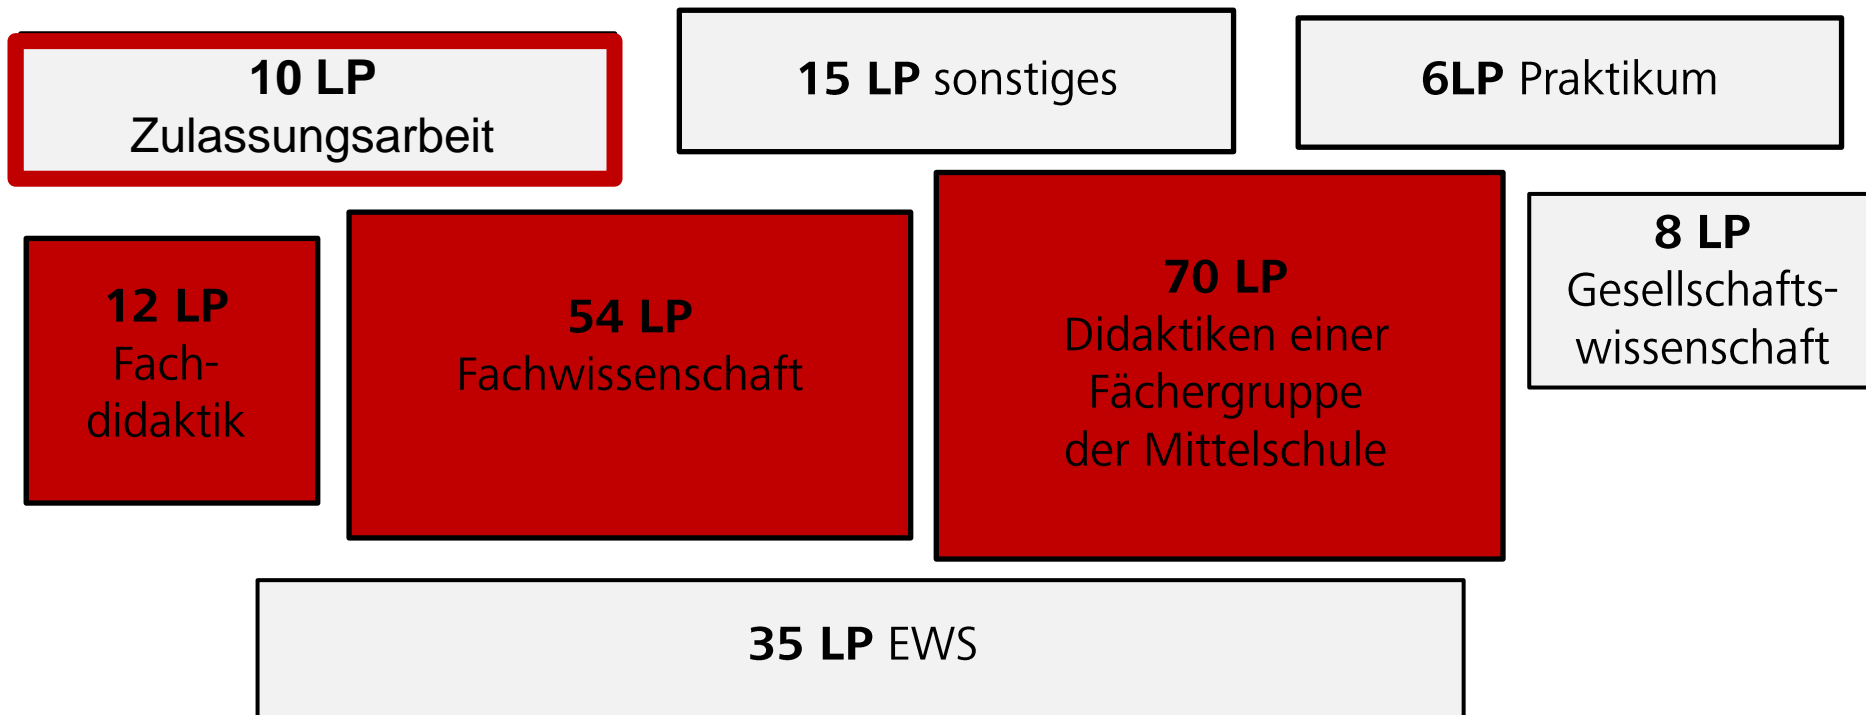 10 LP
Zulassungsarbeit
15 LP sonstiges
6LP Praktikum
12 LP
Fach-
didaktik
54 LP
Fachwissenschaft
70 LP
Didaktiken einer
Fächergruppe
der Mittelschule
8 LP
Gesellschafts-
wissenschaft
35 LP EWS